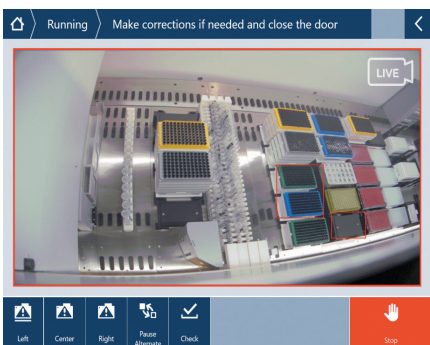 Running
Make corrections if needed and close the door
LIVE
Left
Center
Right
Pause
Alternate
Check
Stop